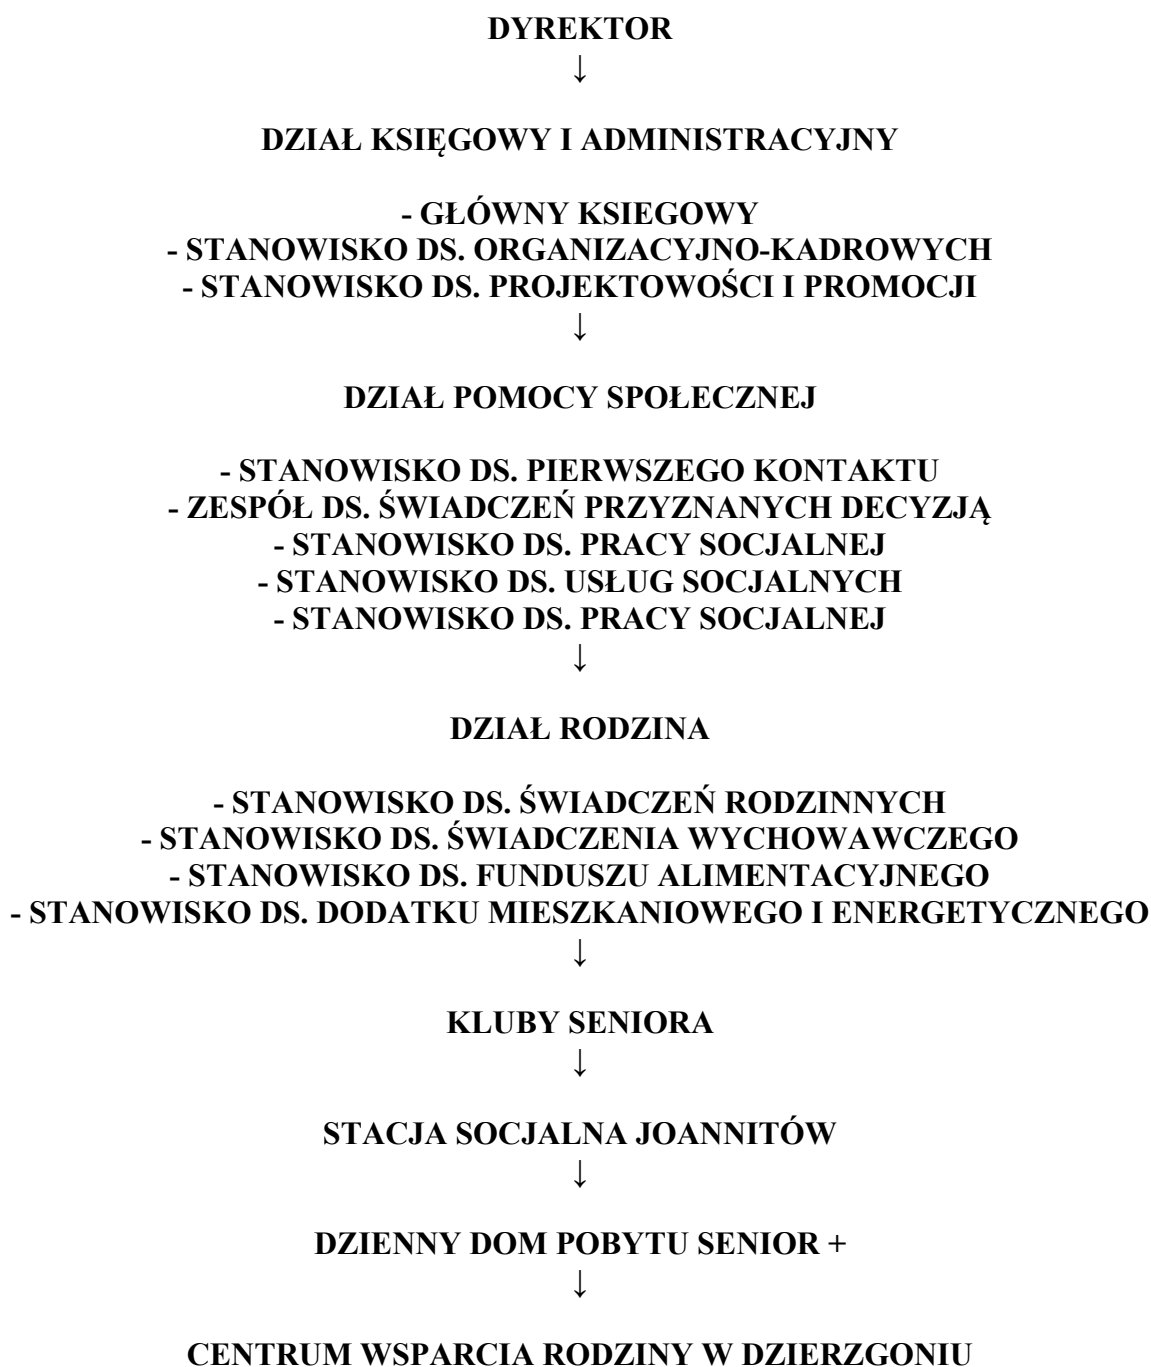 DYREKTOR
↓
DZIAŁ KSIĘGOWY I ADMINISTRACYJNY
- GŁÓWNY KSIEGOWY
- STANOWISKO DS. ORGANIZACYJNO-KADROWYCH
- STANOWISKO DS. PROJEKTOWOŚCI I PROMOCJI
↓
DZIAŁ POMOCY SPOŁECZNEJ
- STANOWISKO DS. PIERWSZEGO KONTAKTU
- ZESPÓŁ DS. ŚWIADCZEŃ PRZYZNANYCH DECYZJĄ
- STANOWISKO DS. PRACY SOCJALNEJ
- STANOWISKO DS. USŁUG SOCJALNYCH
- STANOWISKO DS. PRACY SOCJALNEJ
↓
DZIAŁ RODZINA
- STANOWISKO DS. ŚWIADCZEŃ RODZINNYCH
- STANOWISKO DS. ŚWIADCZENIA WYCHOWAWCZEGO
- STANOWISKO DS. FUNDUSZU ALIMENTACYJNEGO
- STANOWISKO DS. DODATKU MIESZKANIOWEGO I ENERGETYCZNEGO
↓
KLUBY SENIORA
↓
STACJA SOCJALNA JOANNITÓW
↓
DZIENNY DOM POBYTU SENIOR +
↓
CENTRUM WSPARCIA RODZINY W DZIERZGONIU